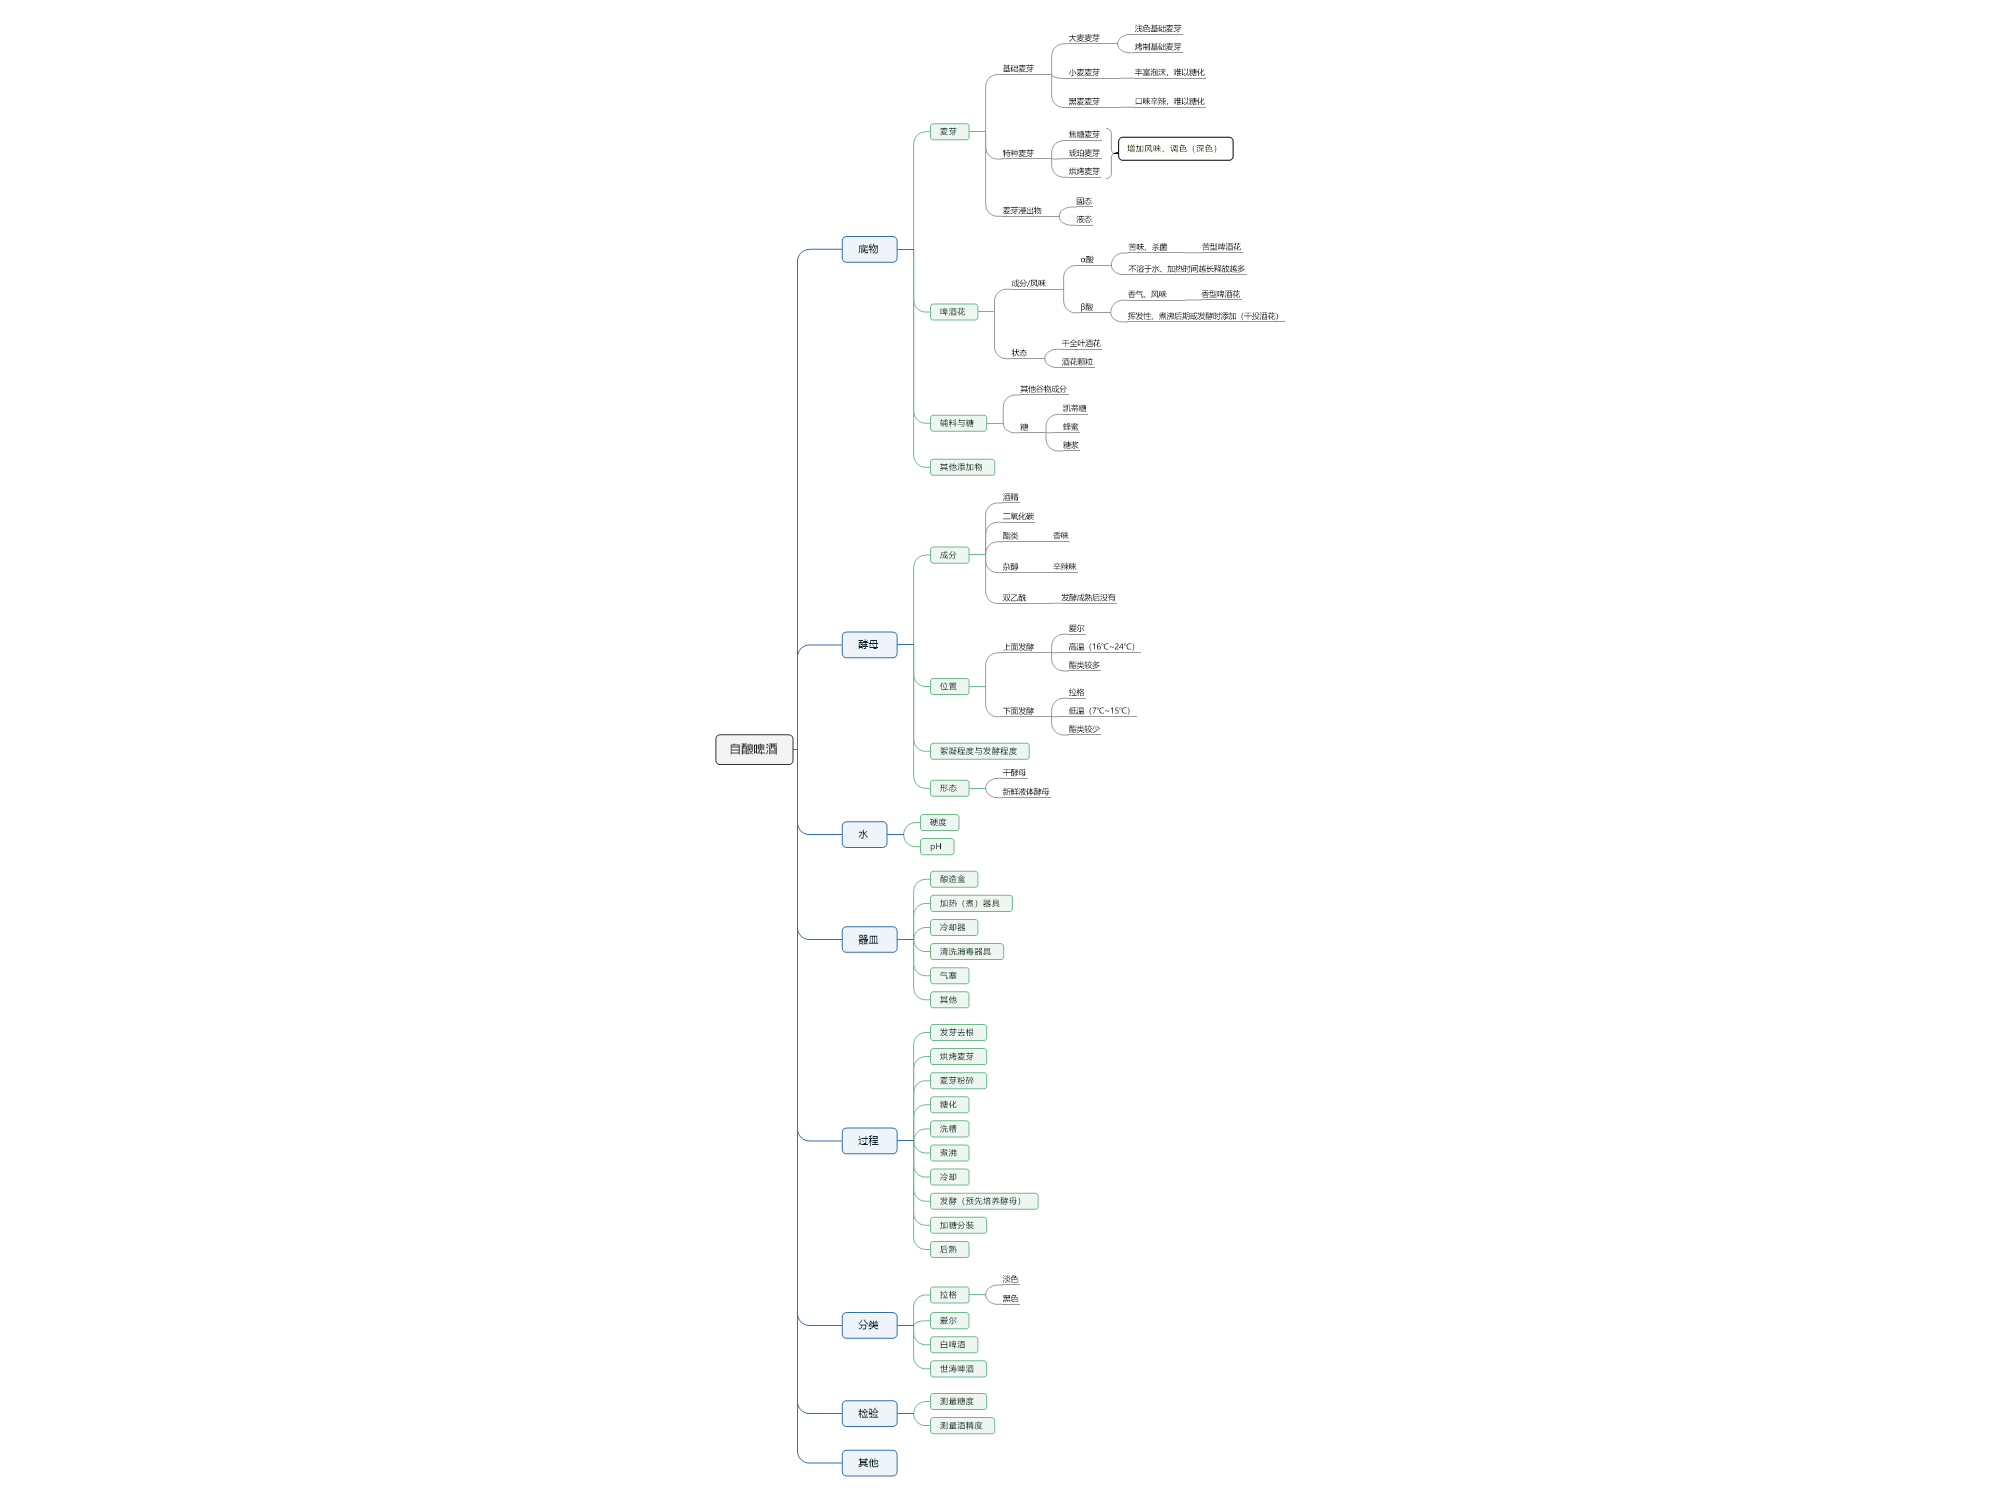 自酿啤酒
底物
麦芽
基础麦芽
大麦麦芽
浅色基础麦芽
烤制基础麦芽
小麦麦芽
丰富泡沫，难以糖化
黑麦麦芽
口味辛辣，难以糖化
特种麦芽
焦糖麦芽
琥珀麦芽
烘烤麦芽
增加风味、调色（深色）
麦芽浸出物
固态
液态
啤酒花
成分/风味
α酸
苦味、杀菌
苦型啤酒花
不溶于水、加热时间越长释放越多
β酸
香气、风味
香型啤酒花
挥发性，煮沸后期或发酵时添加（干投酒花）
状态
干全叶酒花
酒花颗粒
辅料与糖
其他谷物成分
糖
凯蒂糖
蜂蜜
糖浆
其他添加物
酵母
成分
酒精
二氧化碳
酯类
香味
杂醇
辛辣味
双乙酰
发酵成熟后没有
位置
上面发酵
爱尔
高温（16℃~24℃）
酯类较多
下面发酵
拉格
低温（7℃~15℃）
酯类较少
絮凝程度与发酵程度
形态
干酵母
新鲜液体酵母
水
硬度
pH
器皿
酿造盒
加热（煮）器具
冷却器
清洗消毒器具
气塞
其他
过程
发芽去根
烘烤麦芽
麦芽粉碎
糖化
洗糟
煮沸
冷却
发酵（预先培养酵母）
加糖分装
后熟
分类
拉格
淡色
黑色
爱尔
白啤酒
世涛啤酒
检验
测量糖度
测量酒精度
其他